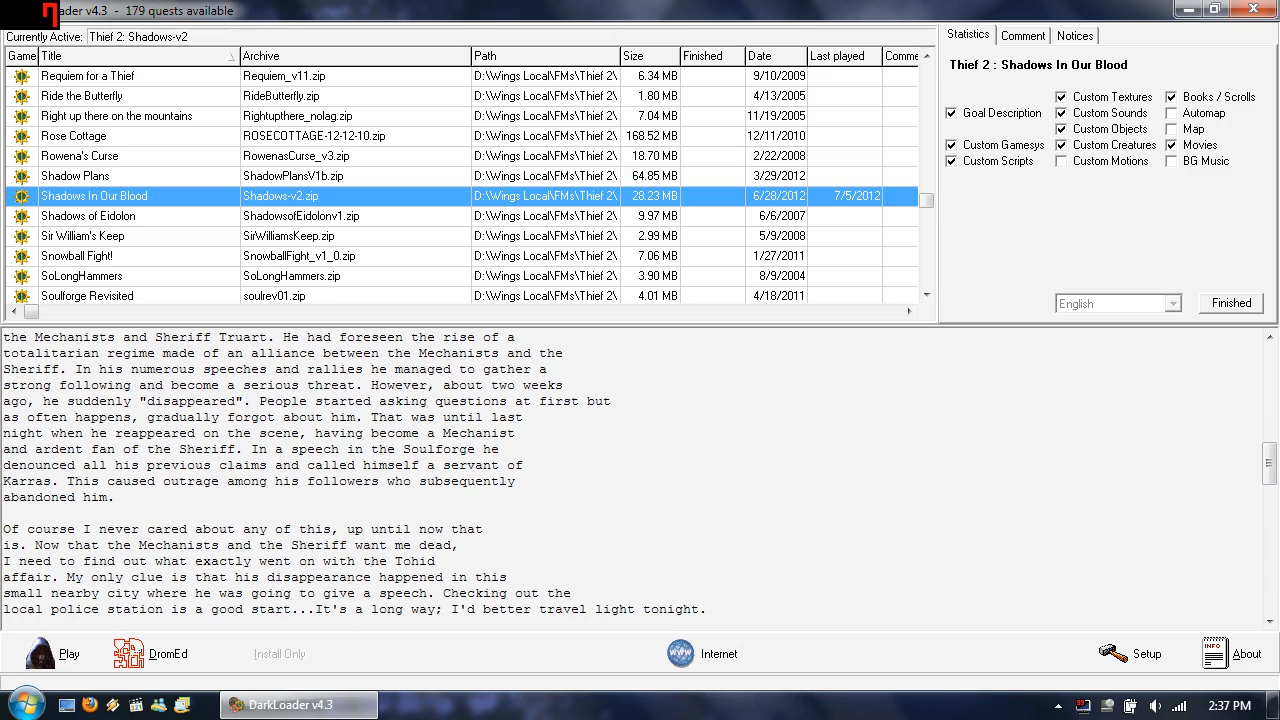 ader v4.3 - 179 quests available
Currently Active: Thief 2: Shadows-v2
Game Title Archive Path Size Finished Date Last played Comme
Requiem for a Thief Requiem_v11.zip D:\Wings Local\FMs\Thief 2\ 6.34 MB 9/10/2009
Ride the Butterfly RideButterfly.zip D:\Wings Local\FMs\Thief 2\ 1.80 MB 4/13/2005
Right up there on the mountains Rightupthere_nolag.zip D:\Wings Local\FMs\Thief 2\ 7.04 MB 11/19/2005
Rose Cottage ROSECOTTAGE-12-12-10.zip D:\Wings Local\FMs\Thief 2\ 168.52 MB 12/11/2010
Rowena's Curse RowenasCurse_v3.zip D:\Wings Local\FMs\Thief 2\ 18.70 MB 2/22/2008
Shadow Plans ShadowPlansV1b.zip D:\Wings Local\FMs\Thief 2\ 64.85 MB 3/29/2012
Shadows In Our Blood Shadows-v2.zip D:\Wings Local\FMs\Thief 2\ 28.23 MB 6/28/2012 7/5/2012
Shadows of Eidolon ShadowsofEidolonv1.zip D:\Wings Local\FMs\Thief 2\ 9.97 MB 6/6/2007
Sir William's Keep SirWilliamsKeep.zip D:\Wings Local\FMs\Thief 2\ 2.99 MB 5/9/2008
Snowball Fight! SnowballFight_v1_0.zip D:\Wings Local\FMs\Thief 2\ 7.06 MB 1/27/2011
SoLongHammers SoLongHammers.zip D:\Wings Local\FMs\Thief 2\ 3.90 MB 8/9/2004
Soulforge Revisited soulrev01.zip D:\Wings Local\FMs\Thief 2\ 4.01 MB 4/18/2011
Statistics Comment Notices
Thief 2 : Shadows In Our Blood
Custom Textures Books / Scrolls
Goal Description Custom Sounds Automap
Custom Objects Map
Custom Gamesys Custom Creatures Movies
Custom Scripts Custom Motions BG Music
English Finished
the Mechanists and Sheriff Truart. He had foreseen the rise of a
totalitarian regime made of an alliance between the Mechanists and the
Sheriff. In his numerous speeches and rallies he managed to gather a
strong following and become a serious threat. However, about two weeks
ago, he suddenly "disappeared". People started asking questions at first but
as often happens, gradually forgot about him. That was until last
night when he reappeared on the scene, having become a Mechanist
and ardent fan of the Sheriff. In a speech in the Soulforge he
denounced all his previous claims and called himself a servant of
Karras. This caused outrage among his followers who subsequently
abandoned him.
Of course I never cared about any of this, up until now that
is. Now that the Mechanists and the Sheriff want me dead,
I need to find out what exactly went on with the Tohid
affair. My only clue is that his disappearance happened in this
small nearby city where he was going to give a speech. Checking out the
local police station is a good start...It's a long way; I'd better travel light tonight.
Play DromEd Install Only Internet Setup INFO About
DarkLoader v4.3 2:37 PM